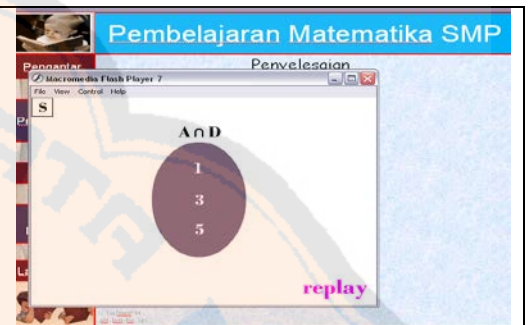 Pembelajaran Matematika SMP
Pengantar
Penyelesaian
Macromedia Flash Player 7
File View Control Help
S
A ∩ D
1
3
5
replay